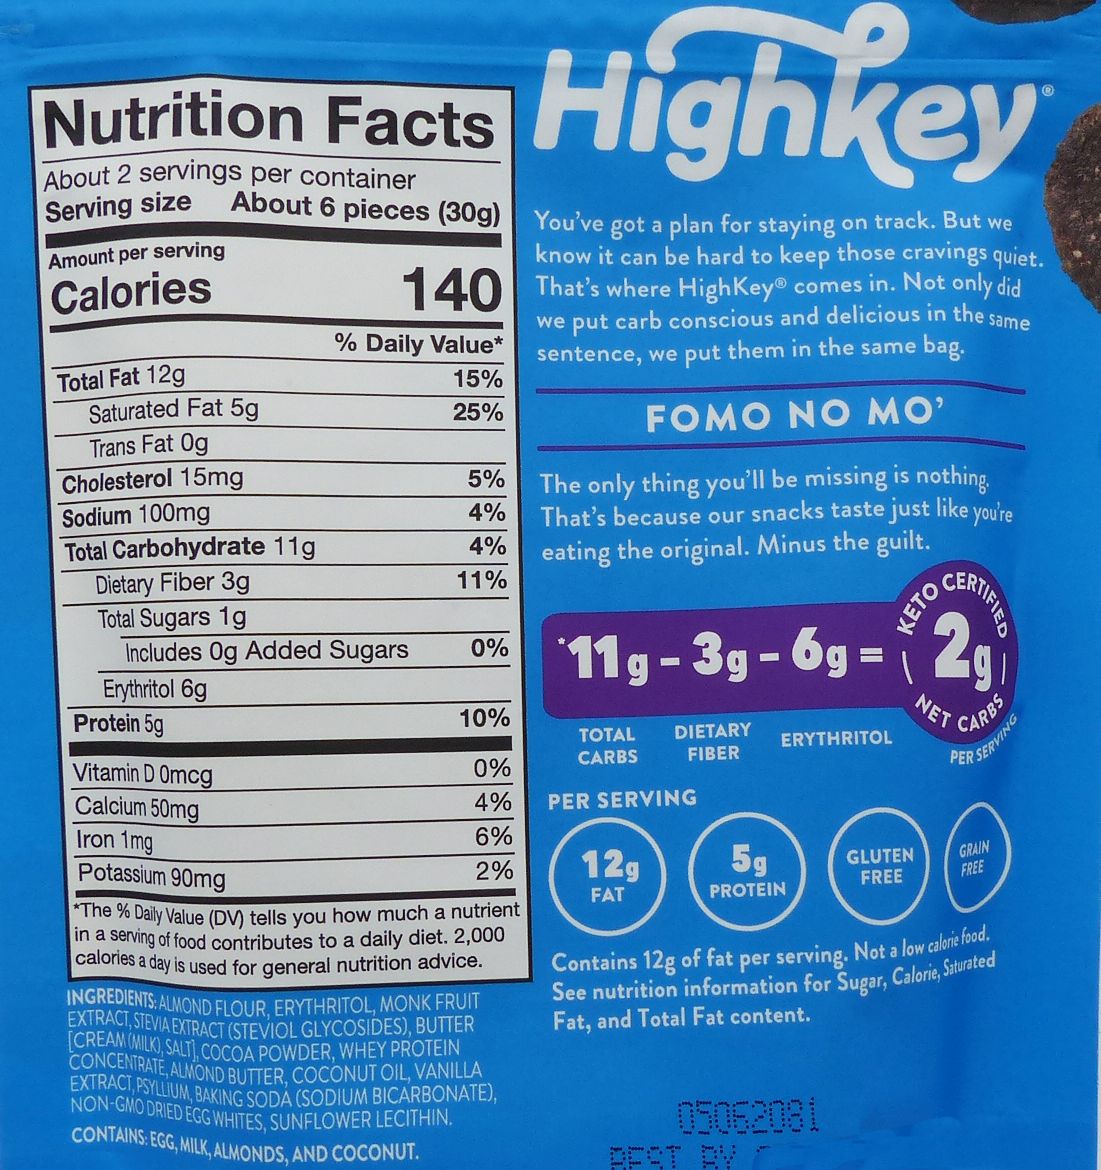 Nutrition Facts
About 2 servings per container
Serving size About 6 pieces (30g)
Amount per serving
Calories 140
% Daily Value*
Total Fat 12g 15%
Saturated Fat 5g 25%
Trans Fat 0g
Cholesterol 15mg 5%
Sodium 100mg 4%
Total Carbohydrate 11g 4%
Dietary Fiber 3g 11%
Total Sugars 1g
Includes 0g Added Sugars 0%
Erythritol 6g
Protein 5g 10%
Vitamin D 0mcg 0%
Calcium 50mg 4%
Iron 1mg 6%
Potassium 90mg 2%
*The % Daily Value (DV) tells you how much a nutrient
in a serving of food contributes to a daily diet. 2,000
calories a day is used for general nutrition advice.
INGREDIENTS: ALMOND FLOUR, ERYTHRITOL, MONK FRUIT
EXTRACT, STEVIA EXTRACT (STEVIOL GLYCOSIDES), BUTTER
[CREAM (MILK), SALT], COCOA POWDER, WHEY PROTEIN
CONCENTRATE, ALMOND BUTTER, COCONUT OIL, VANILLA
EXTRACT, PSYLLIUM, BAKING SODA (SODIUM BICARBONATE),
NON-GMO DRIED EGG WHITES, SUNFLOWER LECITHIN.
CONTAINS: EGG, MILK, ALMONDS, AND COCONUT.
Highkey®
You've got a plan for staying on track. But we
know it can be hard to keep those cravings quiet.
That's where HighKey® comes in. Not only did
we put carb conscious and delicious in the same
sentence, we put them in the same bag.
FOMO NO MO'
The only thing you'll be missing is nothing.
That's because our snacks taste just like you're
eating the original. Minus the guilt.
KETO CERTIFIED
*11g - 3g - 6g = 2g
NET CARBS
PER SERVING
TOTAL CARBS
DIETARY FIBER
ERYTHRITOL
PER SERVING
12g FAT
5g PROTEIN
GLUTEN FREE
GRAIN FREE
Contains 12g of fat per serving. Not a low calorie food.
See nutrition information for Sugar, Calorie, Saturated
Fat, and Total Fat content.
05062081
BEST BY